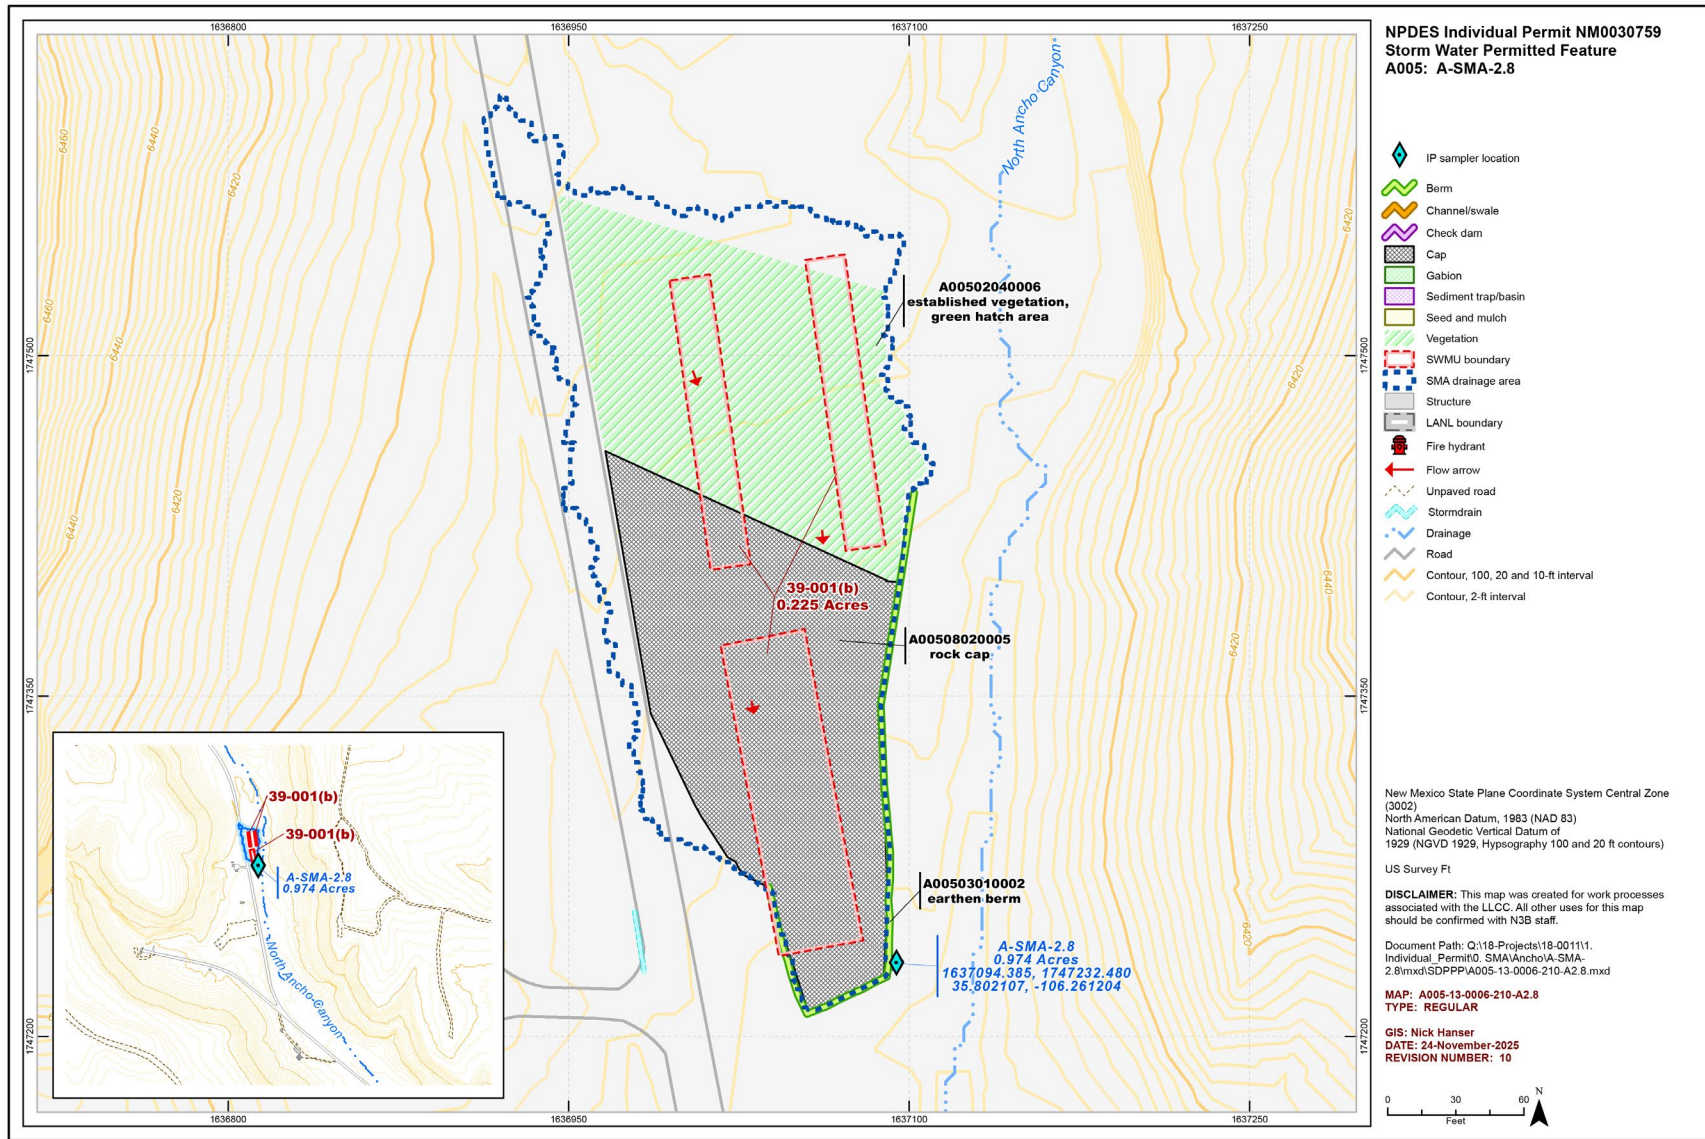 1636800
1636950
1637100
1637250
NPDES Individual Permit NM0030759
Storm Water Permitted Feature
A005: A-SMA-2.8
IP sampler location
Berm
Channel/swale
Check dam
Cap
Gabion
Sediment trap/basin
Seed and mulch
Vegetation
SWMU boundary
SMA drainage area
Structure
LANL boundary
Fire hydrant
Flow arrow
Unpaved road
Stormdrain
Drainage
Road
Contour, 100, 20 and 10-ft interval
Contour, 2-ft interval
North Ancho Canyon
6460
6440
6420
6420
6460
6440
6420
6440
6420
6420
6440
6420
6420
1747500
1747500
1747350
1747350
1747200
1747200
A00502040006
established vegetation,
green hatch area
39-001(b)
0.225 Acres
A00508020005
rock cap
A00503010002
earthen berm
A-SMA-2.8
0.974 Acres
1637094.385, 1747232.480
35.802107, -106.261204
39-001(b)
39-001(b)
A-SMA-2.8
0.974 Acres
North Ancho Canyon
1636800
1636950
1637100
1637250
New Mexico State Plane Coordinate System Central Zone
(3002)
North American Datum, 1983 (NAD 83)
National Geodetic Vertical Datum of
1929 (NGVD 1929, Hypsography 100 and 20 ft contours)
US Survey Ft
DISCLAIMER: This map was created for work processes
associated with the LLCC. All other uses for this map
should be confirmed with N3B staff.
Document Path: Q:\18-Projects\18-0011\1.
Individual_Permit\0. SMA\Ancho\A-SMA-
2.8\mxd\SDPPP\A005-13-0006-210-A2.8.mxd
MAP: A005-13-0006-210-A2.8
TYPE: REGULAR
GIS: Nick Hanser
DATE: 24-November-2025
REVISION NUMBER: 10
0 30 60
Feet
N